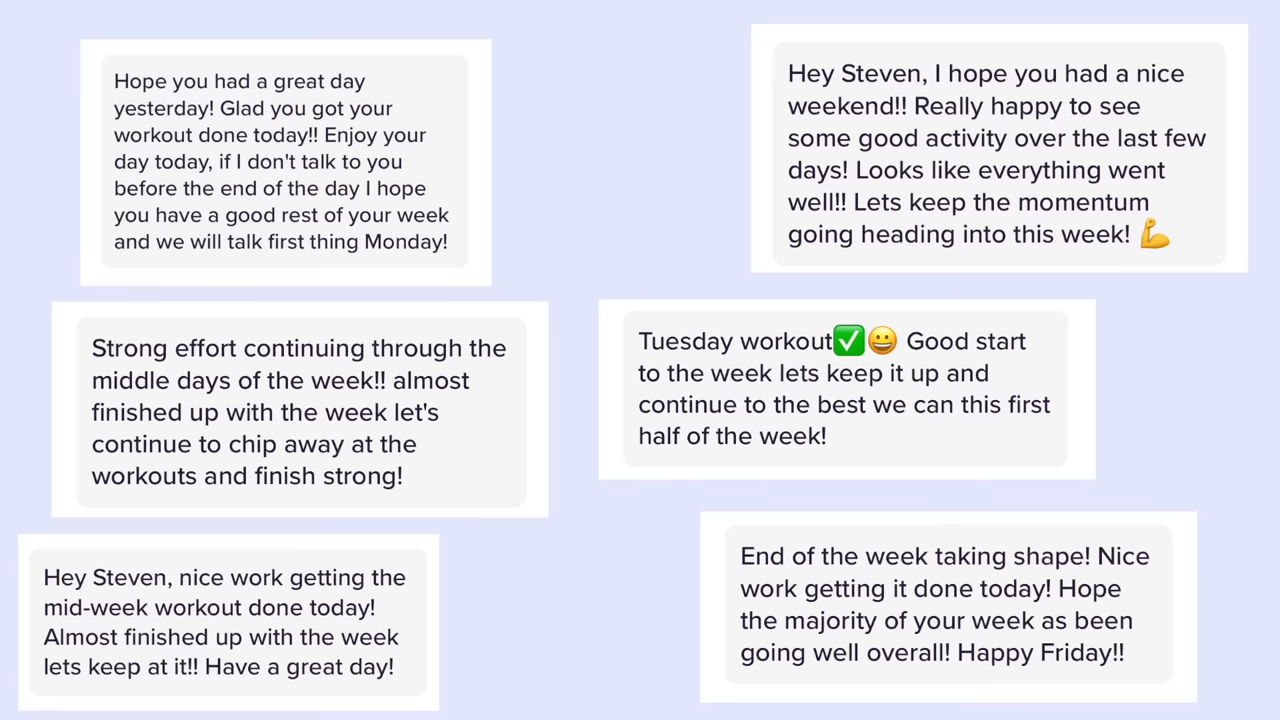 Hope you had a great day
yesterday! Glad you got your
workout done today!! Enjoy your
day today, if I don't talk to you
before the end of the day I hope
you have a good rest of your week
and we will talk first thing Monday!
Hey Steven, I hope you had a nice
weekend!! Really happy to see
some good activity over the last few
days! Looks like everything went
well!! Lets keep the momentum
going heading into this week! 💪
Strong effort continuing through the
middle days of the week!! almost
finished up with the week let's
continue to chip away at the
workouts and finish strong!
Tuesday workout✅😀 Good start
to the week lets keep it up and
continue to the best we can this first
half of the week!
Hey Steven, nice work getting the
mid-week workout done today!
Almost finished up with the week
lets keep at it!! Have a great day!
End of the week taking shape! Nice
work getting it done today! Hope
the majority of your week as been
going well overall! Happy Friday!!